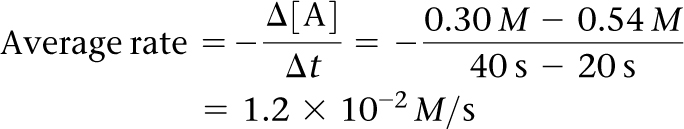 Average rate = −Δ[A]/Δt = −(0.30 M − 0.54 M)/(40 s − 20 s)
= 1.2 × 10⁻² M/s